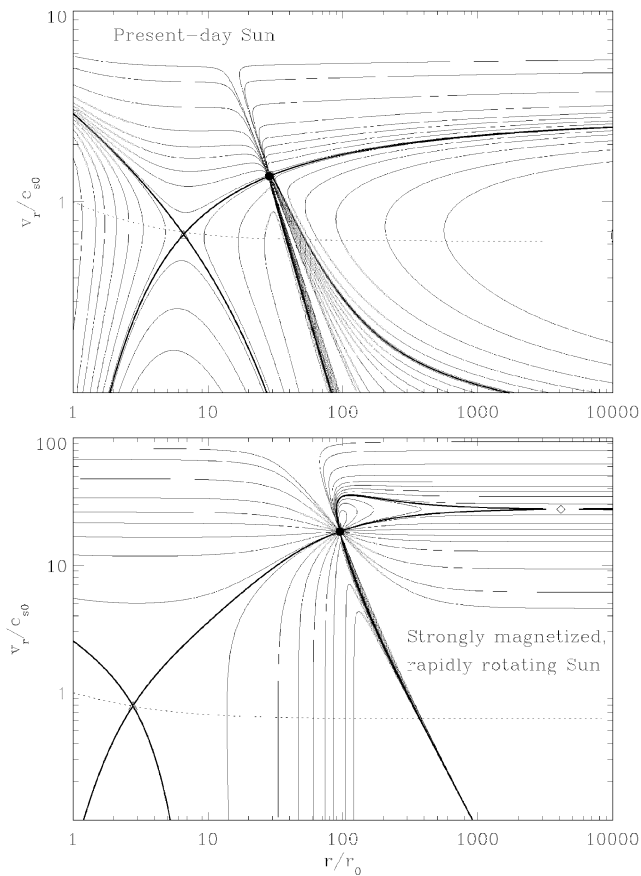 Present-day Sun
10
1
v_r/c_s0
1
10
100
1000
10000
100
10
1
v_r/c_s0
Strongly magnetized,
rapidly rotating Sun
1
10
100
1000
10000
r/r_0